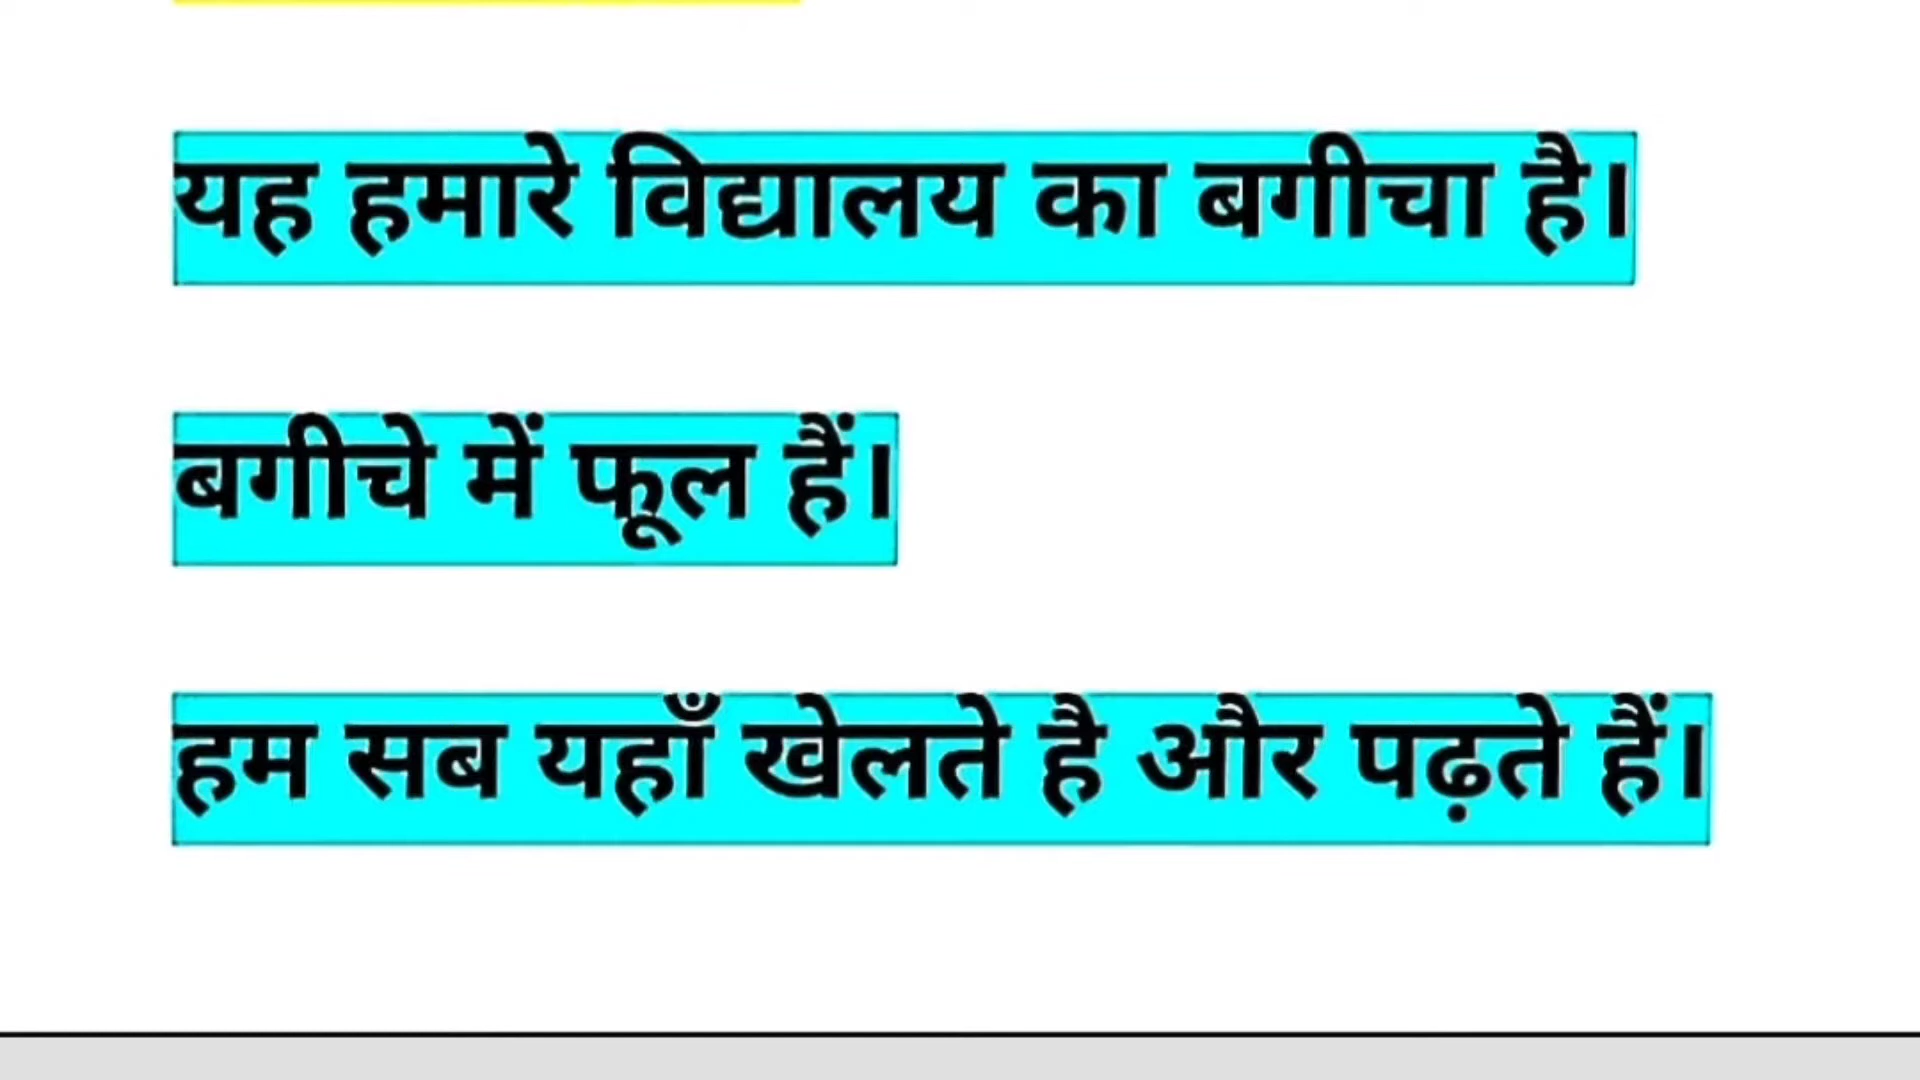 यह हमारे विद्यालय का बगीचा है।
बगीचे में फूल हैं।
हम सब यहाँ खेलते है और पढ़ते हैं।